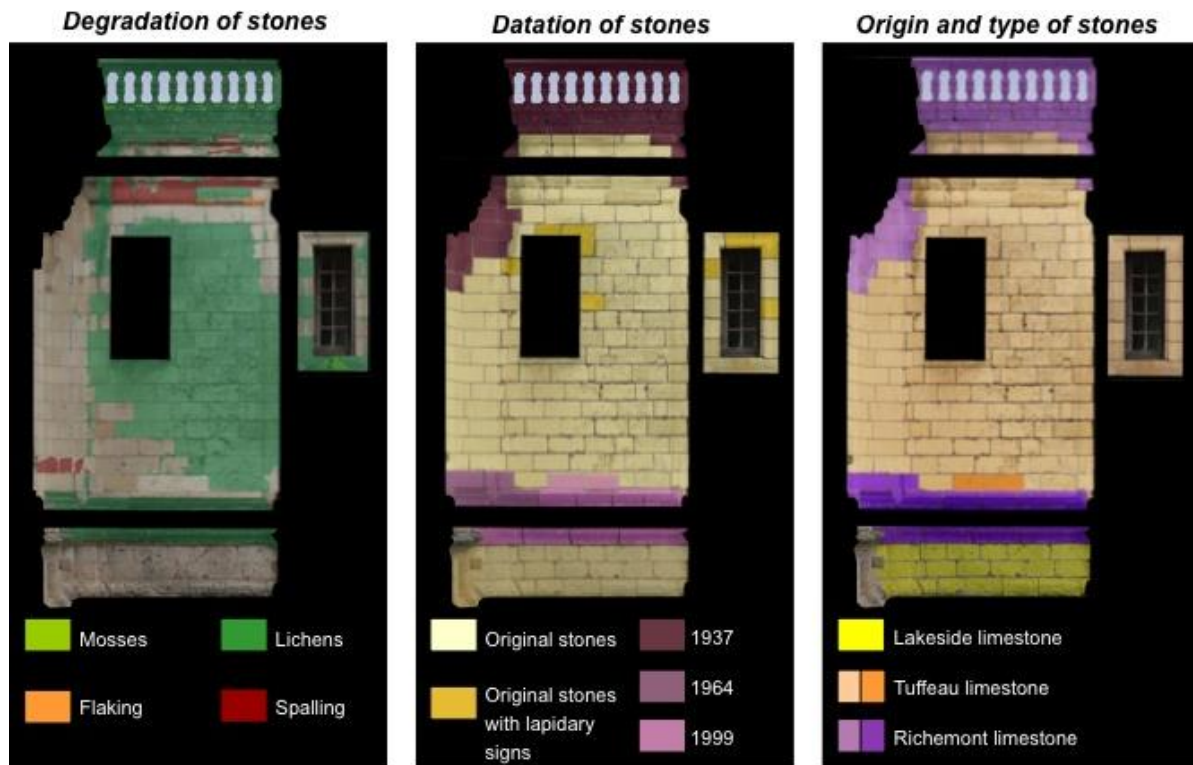 Degradation of stones
Datation of stones
Origin and type of stones
Mosses
Lichens
Flaking
Spalling
Original stones
Original stones
with lapidary
signs
1937
1964
1999
Lakeside limestone
Tuffeau limestone
Richemont limestone